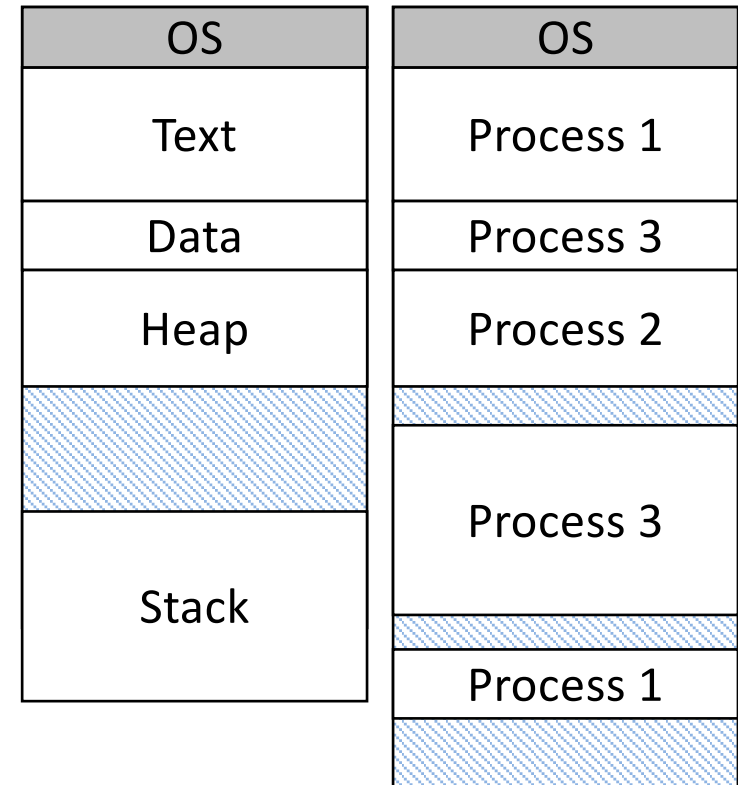 OS
Text
Data
Heap
Stack
OS
Process 1
Process 3
Process 2
Process 3
Process 1